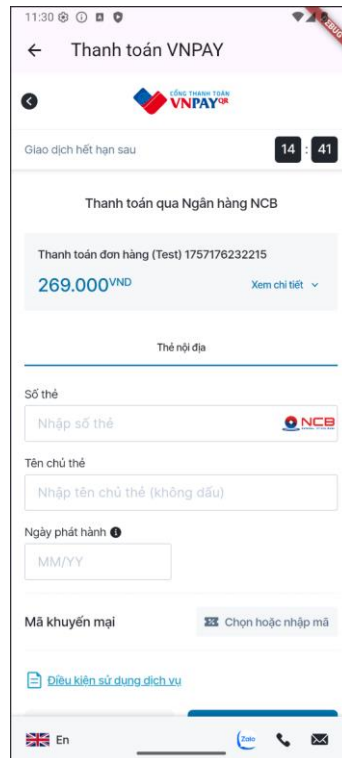 11:30
Thanh toán VNPAY
CỔNG THANH TOÁN
VNPAYQR
Giao dịch hết hạn sau
14 : 41
Thanh toán qua Ngân hàng NCB
Thanh toán đơn hàng (Test) 1757176232215
269.000VND
Xem chi tiết
Thẻ nội địa
Số thẻ
Nhập số thẻ
NCB
Tên chủ thẻ
Nhập tên chủ thẻ (không dấu)
Ngày phát hành
MM/YY
Mã khuyến mại
Chọn hoặc nhập mã
Điều kiện sử dụng dịch vụ
En
Zalo